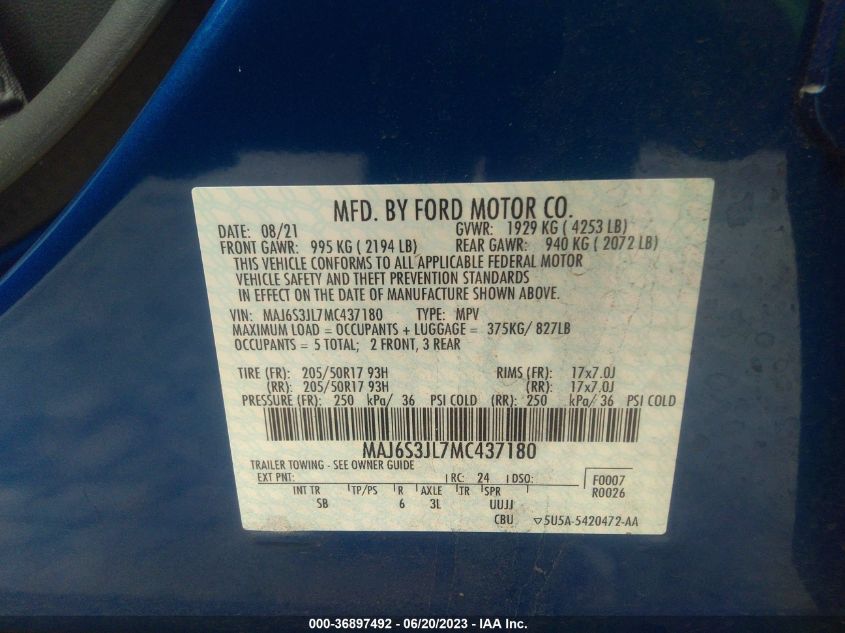 MFD. BY FORD MOTOR CO.
DATE: 08/21 GVWR: 1929 KG ( 4253 LB)
FRONT GAWR: 995 KG ( 2194 LB) REAR GAWR: 940 KG ( 2072 LB)
THIS VEHICLE CONFORMS TO ALL APPLICABLE FEDERAL MOTOR
VEHICLE SAFETY AND THEFT PREVENTION STANDARDS
IN EFFECT ON THE DATE OF MANUFACTURE SHOWN ABOVE.
VIN: MAJ6S3JL7MC437180 TYPE: MPV
MAXIMUM LOAD = OCCUPANTS + LUGGAGE = 375KG/ 827LB
OCCUPANTS = 5 TOTAL; 2 FRONT, 3 REAR
TIRE (FR): 205/50R17 93H RIMS (FR): 17x7.0J
(RR): 205/50R17 93H (RR): 17x7.0J
PRESSURE (FR): 250 kPa/ 36 PSI COLD (RR): 250 kPa/ 36 PSI COLD
MAJ6S3JL7MC437180
TRAILER TOWING - SEE OWNER GUIDE
EXT PNT: RC: 24 DSO: F0007
INT TR TP/PS R AXLE TR SPR R0026
SB 6 3L UUJJ
CBU ▽5U5A-5420472-AA
000-36897492 - 06/20/2023 - IAA Inc.